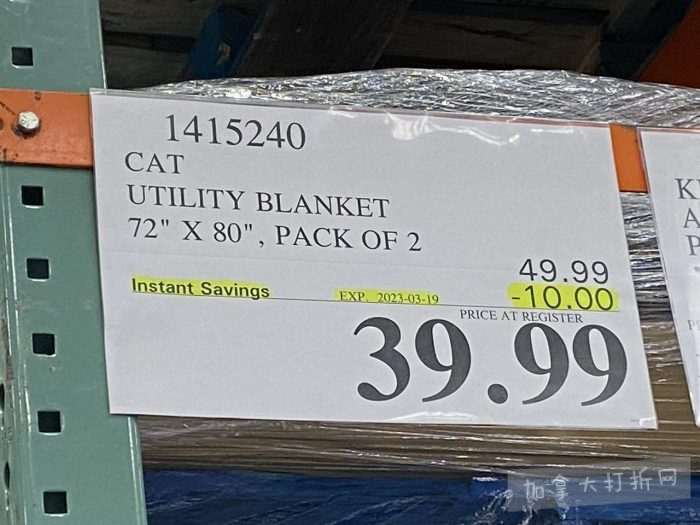 1415240
CAT
UTILITY BLANKET
72" X 80", PACK OF 2
49.99
Instant Savings EXP. 2023-03-19 -10.00
PRICE AT REGISTER
39.99
K
A
P
加拿大打折网